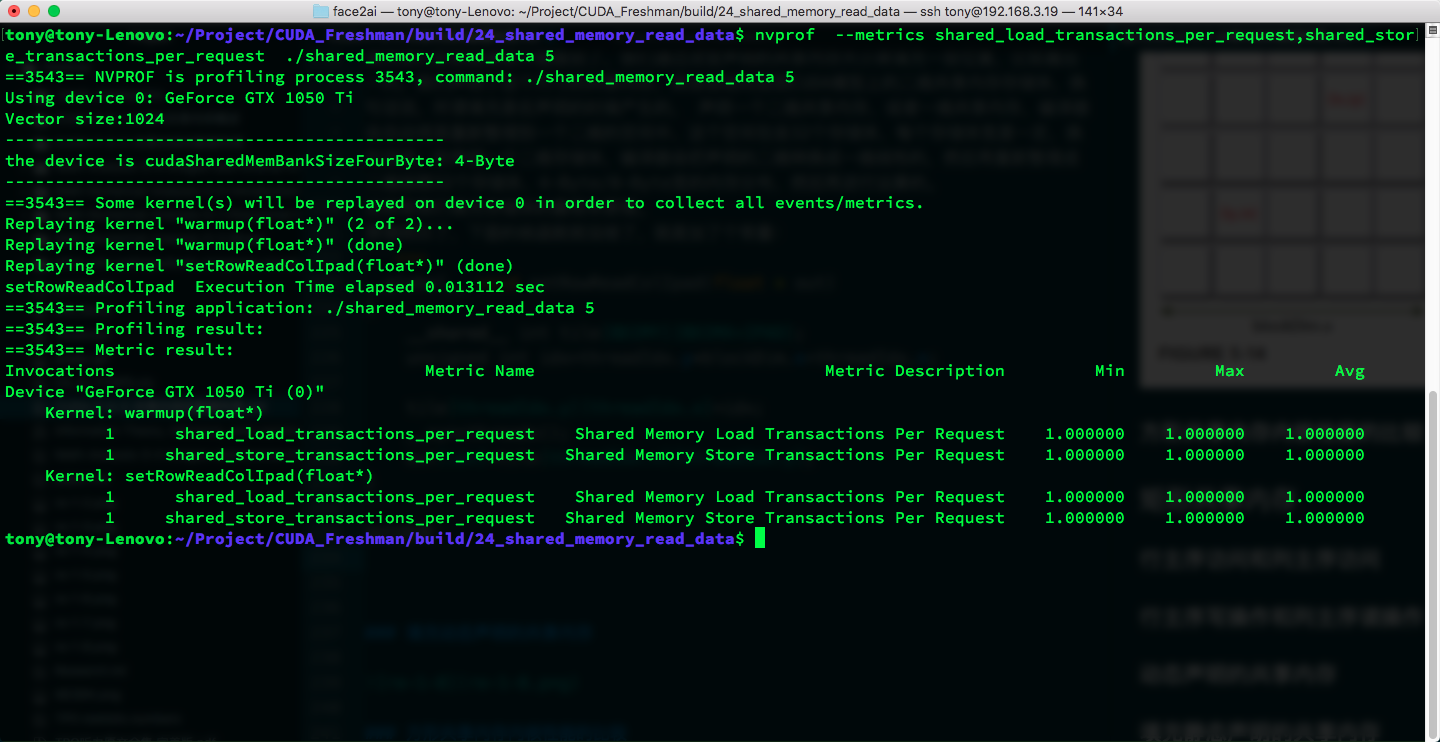 face2ai — tony@tony-Lenovo: ~/Project/CUDA_Freshman/build/24_shared_memory_read_data — ssh tony@192.168.3.19 — 141×34
tony@tony-Lenovo:~/Project/CUDA_Freshman/build/24_shared_memory_read_data$ nvprof  --metrics shared_load_transactions_per_request,shared_stor
e_transactions_per_request  ./shared_memory_read_data 5
==3543== NVPROF is profiling process 3543, command: ./shared_memory_read_data 5
Using device 0: GeForce GTX 1050 Ti
Vector size:1024
--------------------------------------------
the device is cudaSharedMemBankSizeFourByte: 4-Byte
--------------------------------------------
==3543== Some kernel(s) will be replayed on device 0 in order to collect all events/metrics.
Replaying kernel "warmup(float*)" (2 of 2)...
Replaying kernel "warmup(float*)" (done)
Replaying kernel "setRowReadColIpad(float*)" (done)
setRowReadColIpad  Execution Time elapsed 0.013112 sec
==3543== Profiling application: ./shared_memory_read_data 5
==3543== Profiling result:
==3543== Metric result:
Invocations                               Metric Name                             Metric Description         Min         Max         Avg
Device "GeForce GTX 1050 Ti (0)"
    Kernel: warmup(float*)
          1      shared_load_transactions_per_request    Shared Memory Load Transactions Per Request    1.000000    1.000000    1.000000
          1     shared_store_transactions_per_request   Shared Memory Store Transactions Per Request    1.000000    1.000000    1.000000
    Kernel: setRowReadColIpad(float*)
          1      shared_load_transactions_per_request    Shared Memory Load Transactions Per Request    1.000000    1.000000    1.000000
          1     shared_store_transactions_per_request   Shared Memory Store Transactions Per Request    1.000000    1.000000    1.000000
tony@tony-Lenovo:~/Project/CUDA_Freshman/build/24_shared_memory_read_data$